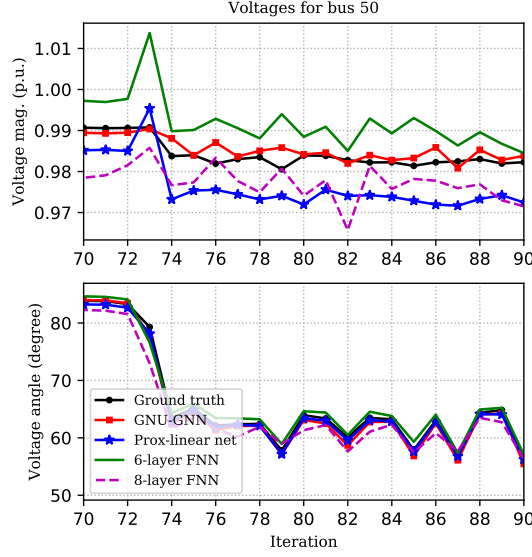 Voltages for bus 50
Voltage mag. (p.u.)
1.01
1.00
0.99
0.98
0.97
70 72 74 76 78 80 82 84 86 88 90
Voltage angle (degree)
80
70
60
50
Ground truth
GNU-GNN
Prox-linear net
6-layer FNN
8-layer FNN
70 72 74 76 78 80 82 84 86 88 90
Iteration